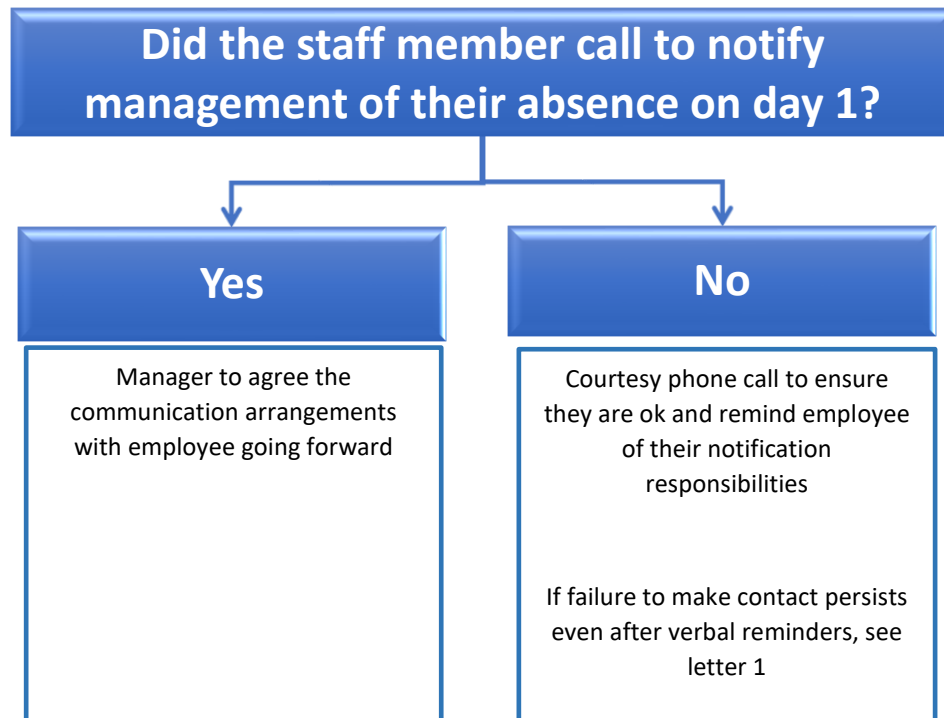 Did the staff member call to notify
management of their absence on day 1?
Yes
Manager to agree the
communication arrangements
with employee going forward
No
Courtesy phone call to ensure
they are ok and remind employee
of their notification
responsibilities
If failure to make contact persists
even after verbal reminders, see
letter 1